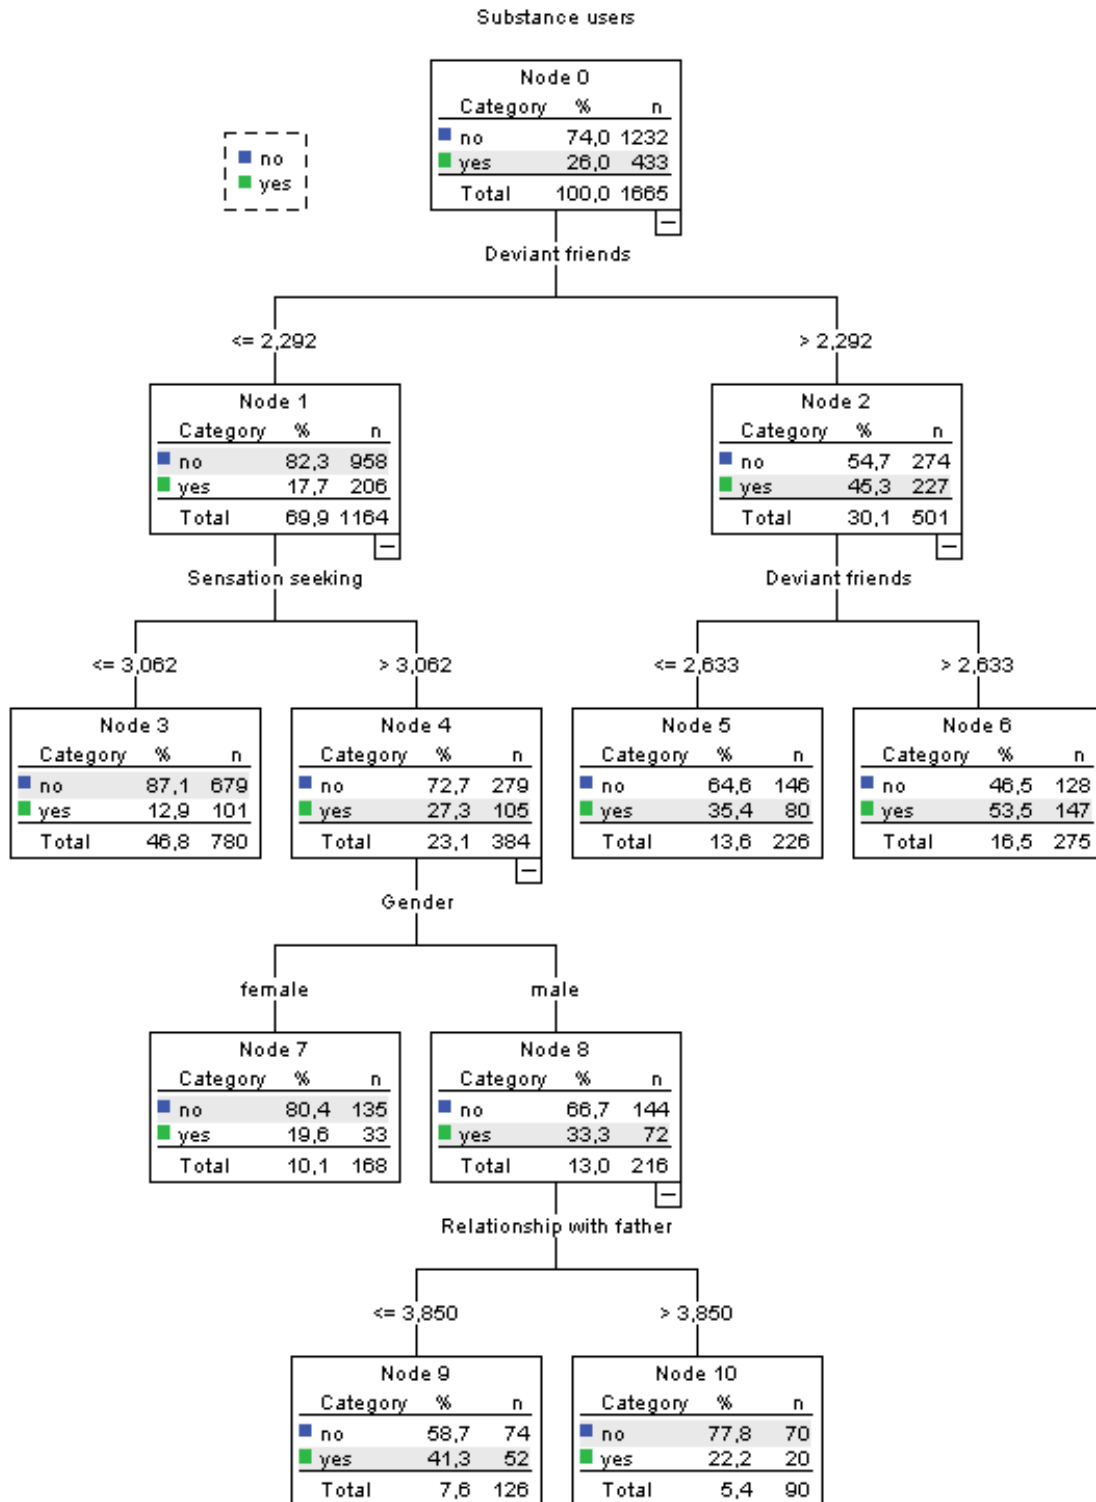 Substance users
Node 0
Category % n
no 74,0 1232
yes 26,0 433
Total 100,0 1665
no
yes
Deviant friends
<= 2,292
> 2,292
Node 1
Category % n
no 82,3 958
yes 17,7 206
Total 69,9 1164
Node 2
Category % n
no 54,7 274
yes 45,3 227
Total 30,1 501
Sensation seeking
Deviant friends
<= 3,062
> 3,062
<= 2,633
> 2,633
Node 3
Category % n
no 87,1 679
yes 12,9 101
Total 46,8 780
Node 4
Category % n
no 72,7 279
yes 27,3 105
Total 23,1 384
Node 5
Category % n
no 64,6 146
yes 35,4 80
Total 13,6 226
Node 6
Category % n
no 46,5 128
yes 53,5 147
Total 16,5 275
Gender
female
male
Node 7
Category % n
no 80,4 135
yes 19,6 33
Total 10,1 168
Node 8
Category % n
no 66,7 144
yes 33,3 72
Total 13,0 216
Relationship with father
<= 3,850
> 3,850
Node 9
Category % n
no 58,7 74
yes 41,3 52
Total 7,6 126
Node 10
Category % n
no 77,8 70
yes 22,2 20
Total 5,4 90